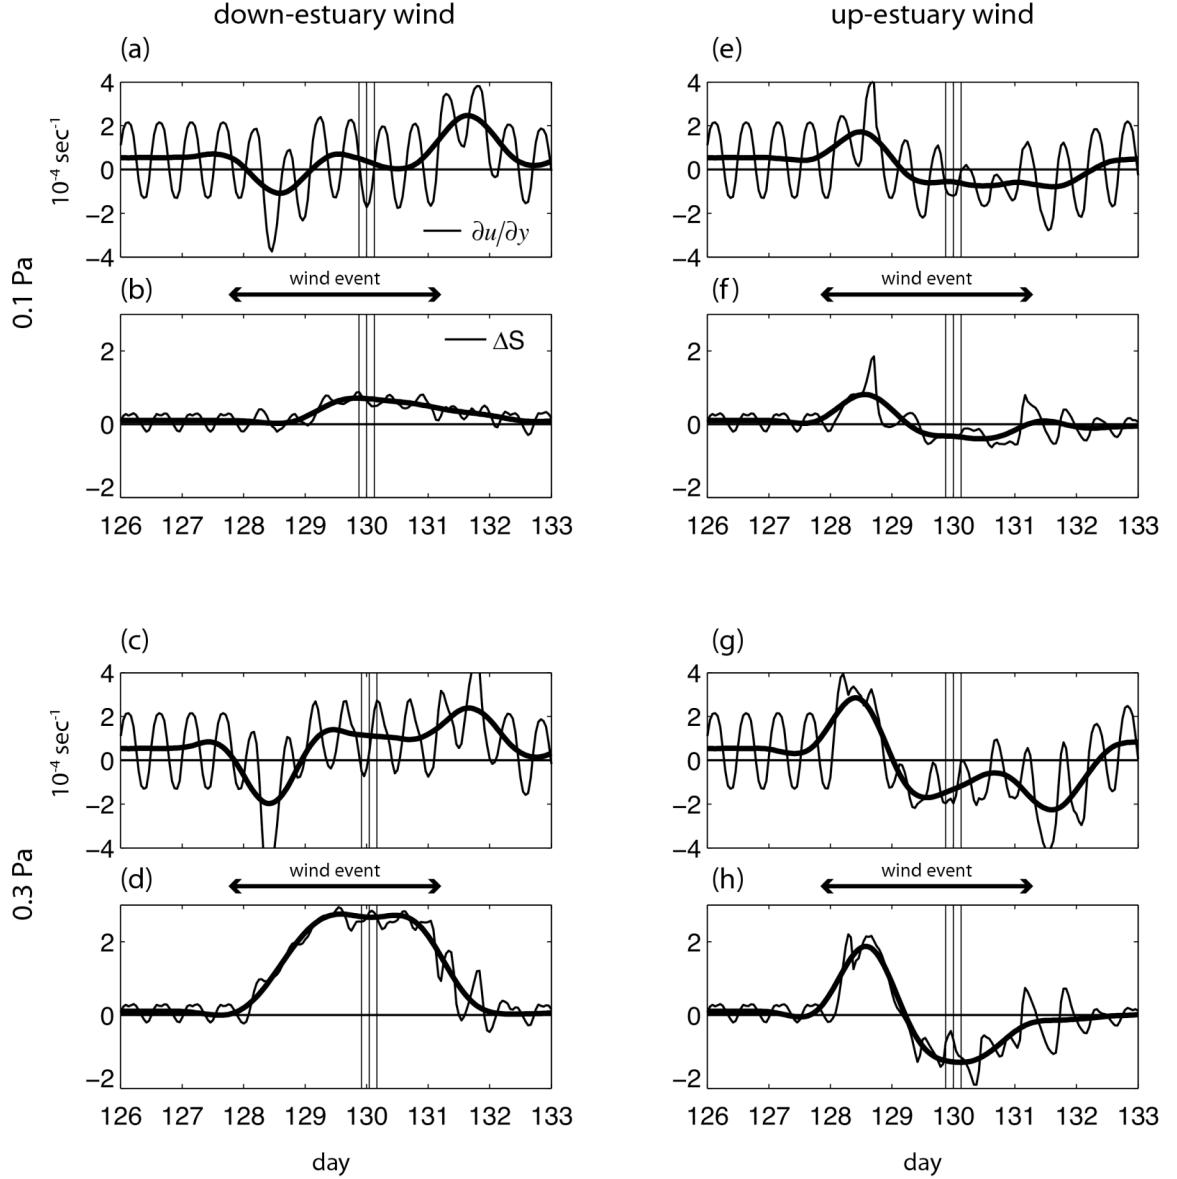 down-estuary wind
up-estuary wind
(a)
(e)
4
2
0
−2
−4
10⁻⁴ sec⁻¹
∂u/∂y
4
2
0
−2
−4
0.1 Pa
(b)
wind event
(f)
wind event
2
0
−2
ΔS
2
0
−2
126 127 128 129 130 131 132 133
126 127 128 129 130 131 132 133
(c)
(g)
4
2
0
−2
−4
10⁻⁴ sec⁻¹
4
2
0
−2
−4
0.3 Pa
(d)
wind event
(h)
wind event
2
0
−2
2
0
−2
126 127 128 129 130 131 132 133
126 127 128 129 130 131 132 133
day
day